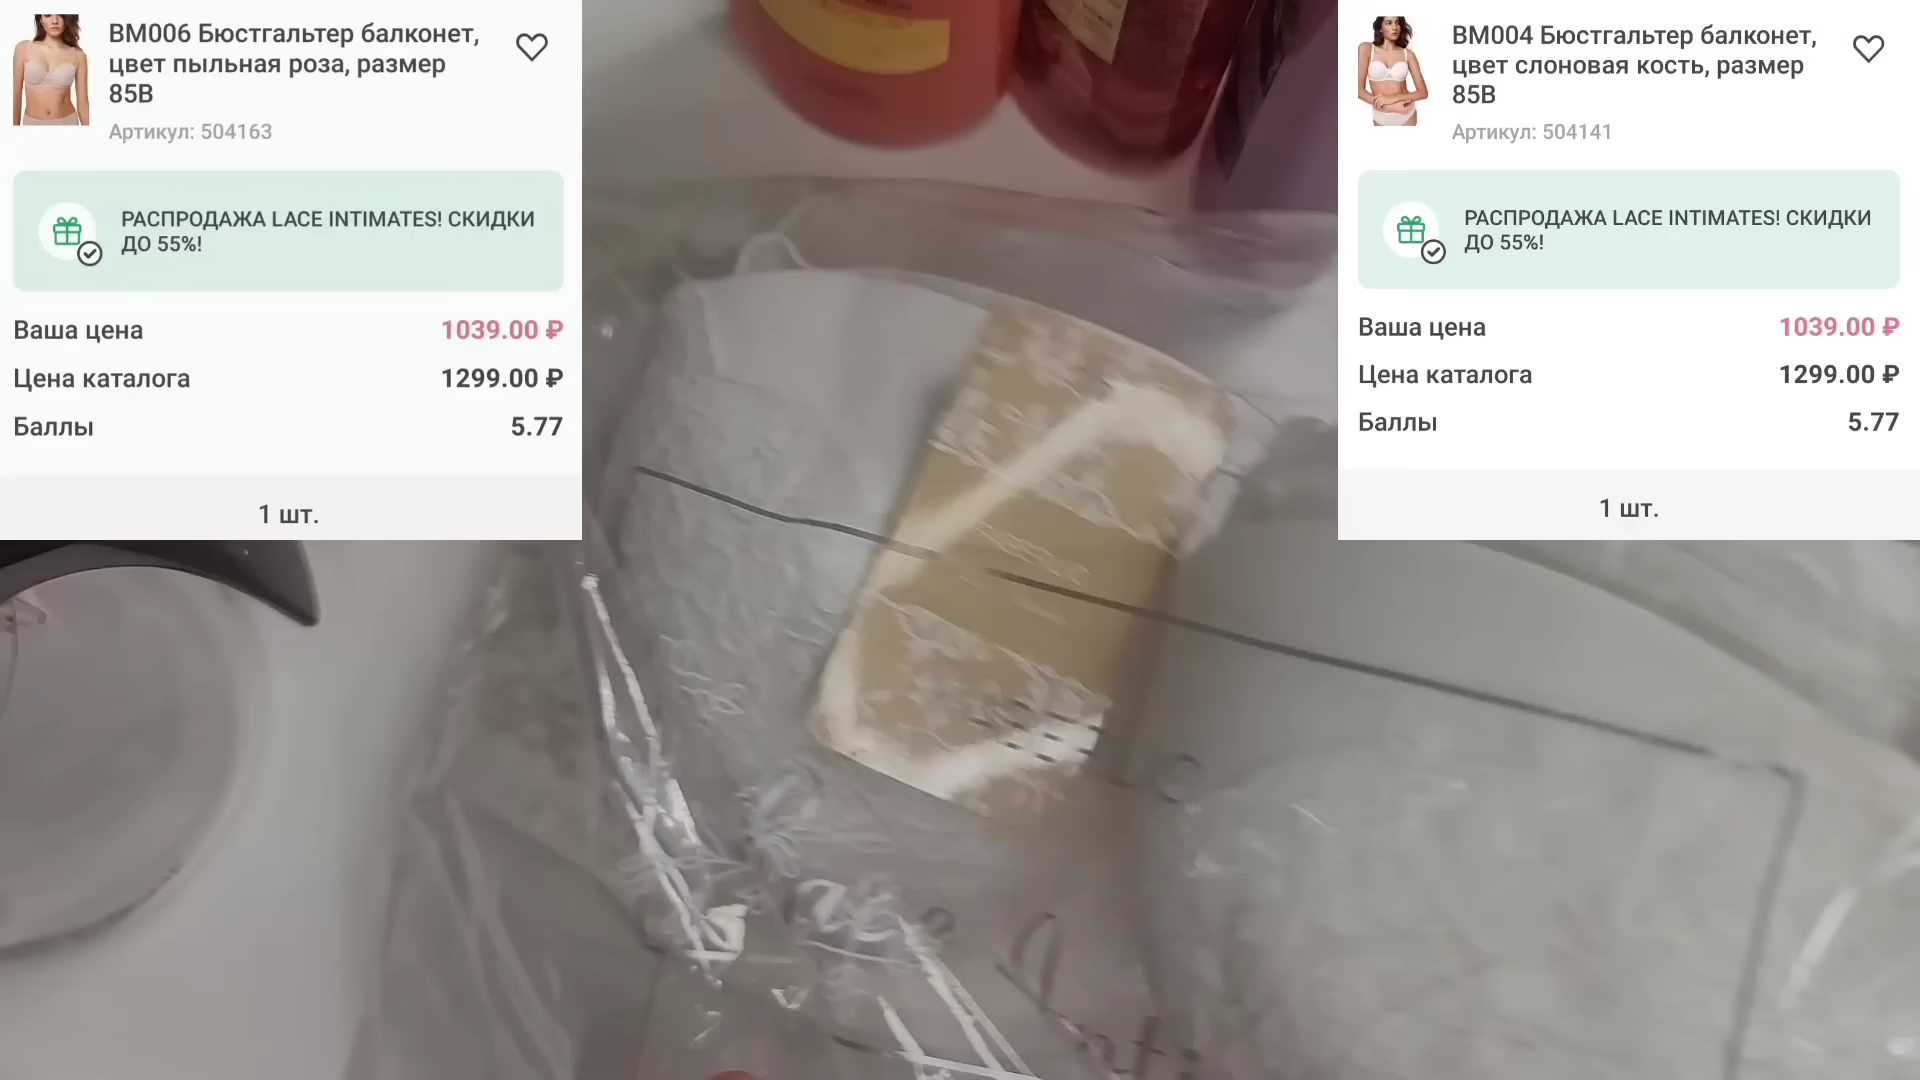 BM006 Бюстгальтер балконет,
цвет пыльная роза, размер
85B
Артикул: 504163
РАСПРОДАЖА LACE INTIMATES! СКИДКИ
ДО 55%!
Ваша цена 1039.00 ₽
Цена каталога 1299.00 ₽
Баллы 5.77
1 шт.
BM004 Бюстгальтер балконет,
цвет слоновая кость, размер
85B
Артикул: 504141
РАСПРОДАЖА LACE INTIMATES! СКИДКИ
ДО 55%!
Ваша цена 1039.00 ₽
Цена каталога 1299.00 ₽
Баллы 5.77
1 шт.